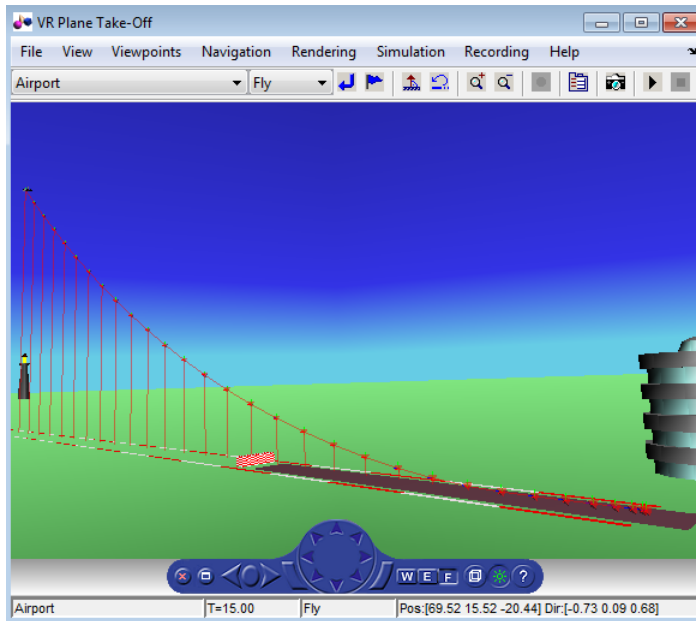 VR Plane Take-Off
File View Viewpoints Navigation Rendering Simulation Recording Help
Airport Fly
W E F ?
Airport T=15.00 Fly Pos:[69.52 15.52 -20.44] Dir:[-0.73 0.09 0.68]